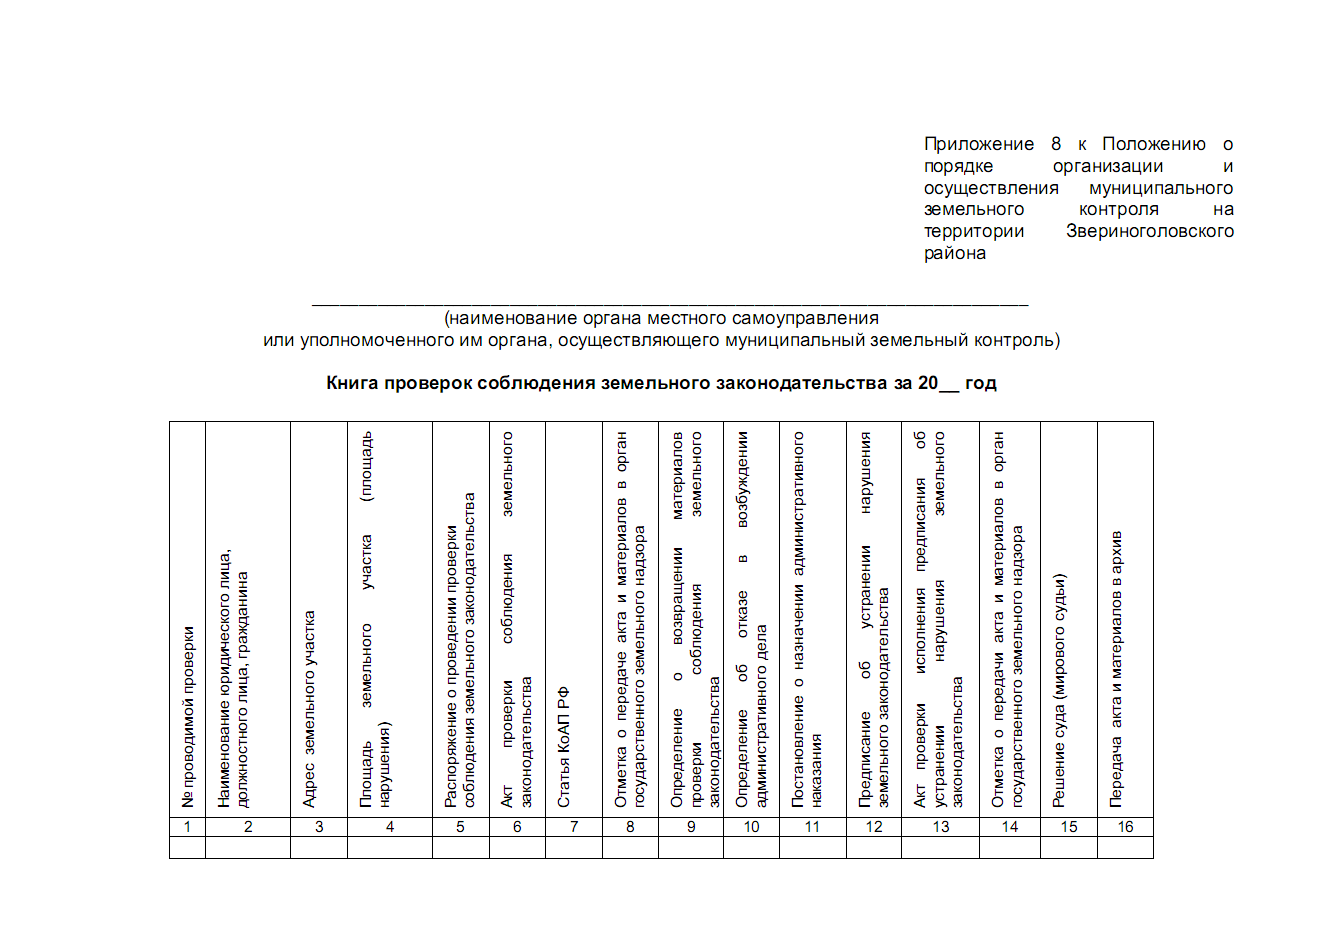 Приложение 8 к Положению о
порядке организации и
осуществления муниципального
земельного контроля на
территории Звериноголовского
района
_______________________________________________________________________
(наименование органа местного самоуправления
или уполномоченного им органа, осуществляющего муниципальный земельный контроль)
Книга проверок соблюдения земельного законодательства за 20__ год
№ проводимой проверки
Наименование юридического лица,
должностного лица, гражданина
Адрес земельного участка
Площадь земельного участка (площадь
нарушения)
Распоряжение о проведении проверки
соблюдения земельного законодательства
Акт проверки соблюдения земельного
законодательства
Статья КоАП РФ
Отметка о передаче акта и материалов в орган
государственного земельного надзора
Определение о возвращении материалов
проверки соблюдения земельного
законодательства
Определение об отказе в возбуждении
административного дела
Постановление о назначении административного
наказания
Предписание об устранении нарушения
земельного законодательства
Акт проверки исполнения предписания об
устранении нарушения земельного
законодательства
Отметка о передачи акта и материалов в орган
государственного земельного надзора
Решение суда (мирового судьи)
Передача акта и материалов в архив
1 2 3 4 5 6 7 8 9 10 11 12 13 14 15 16